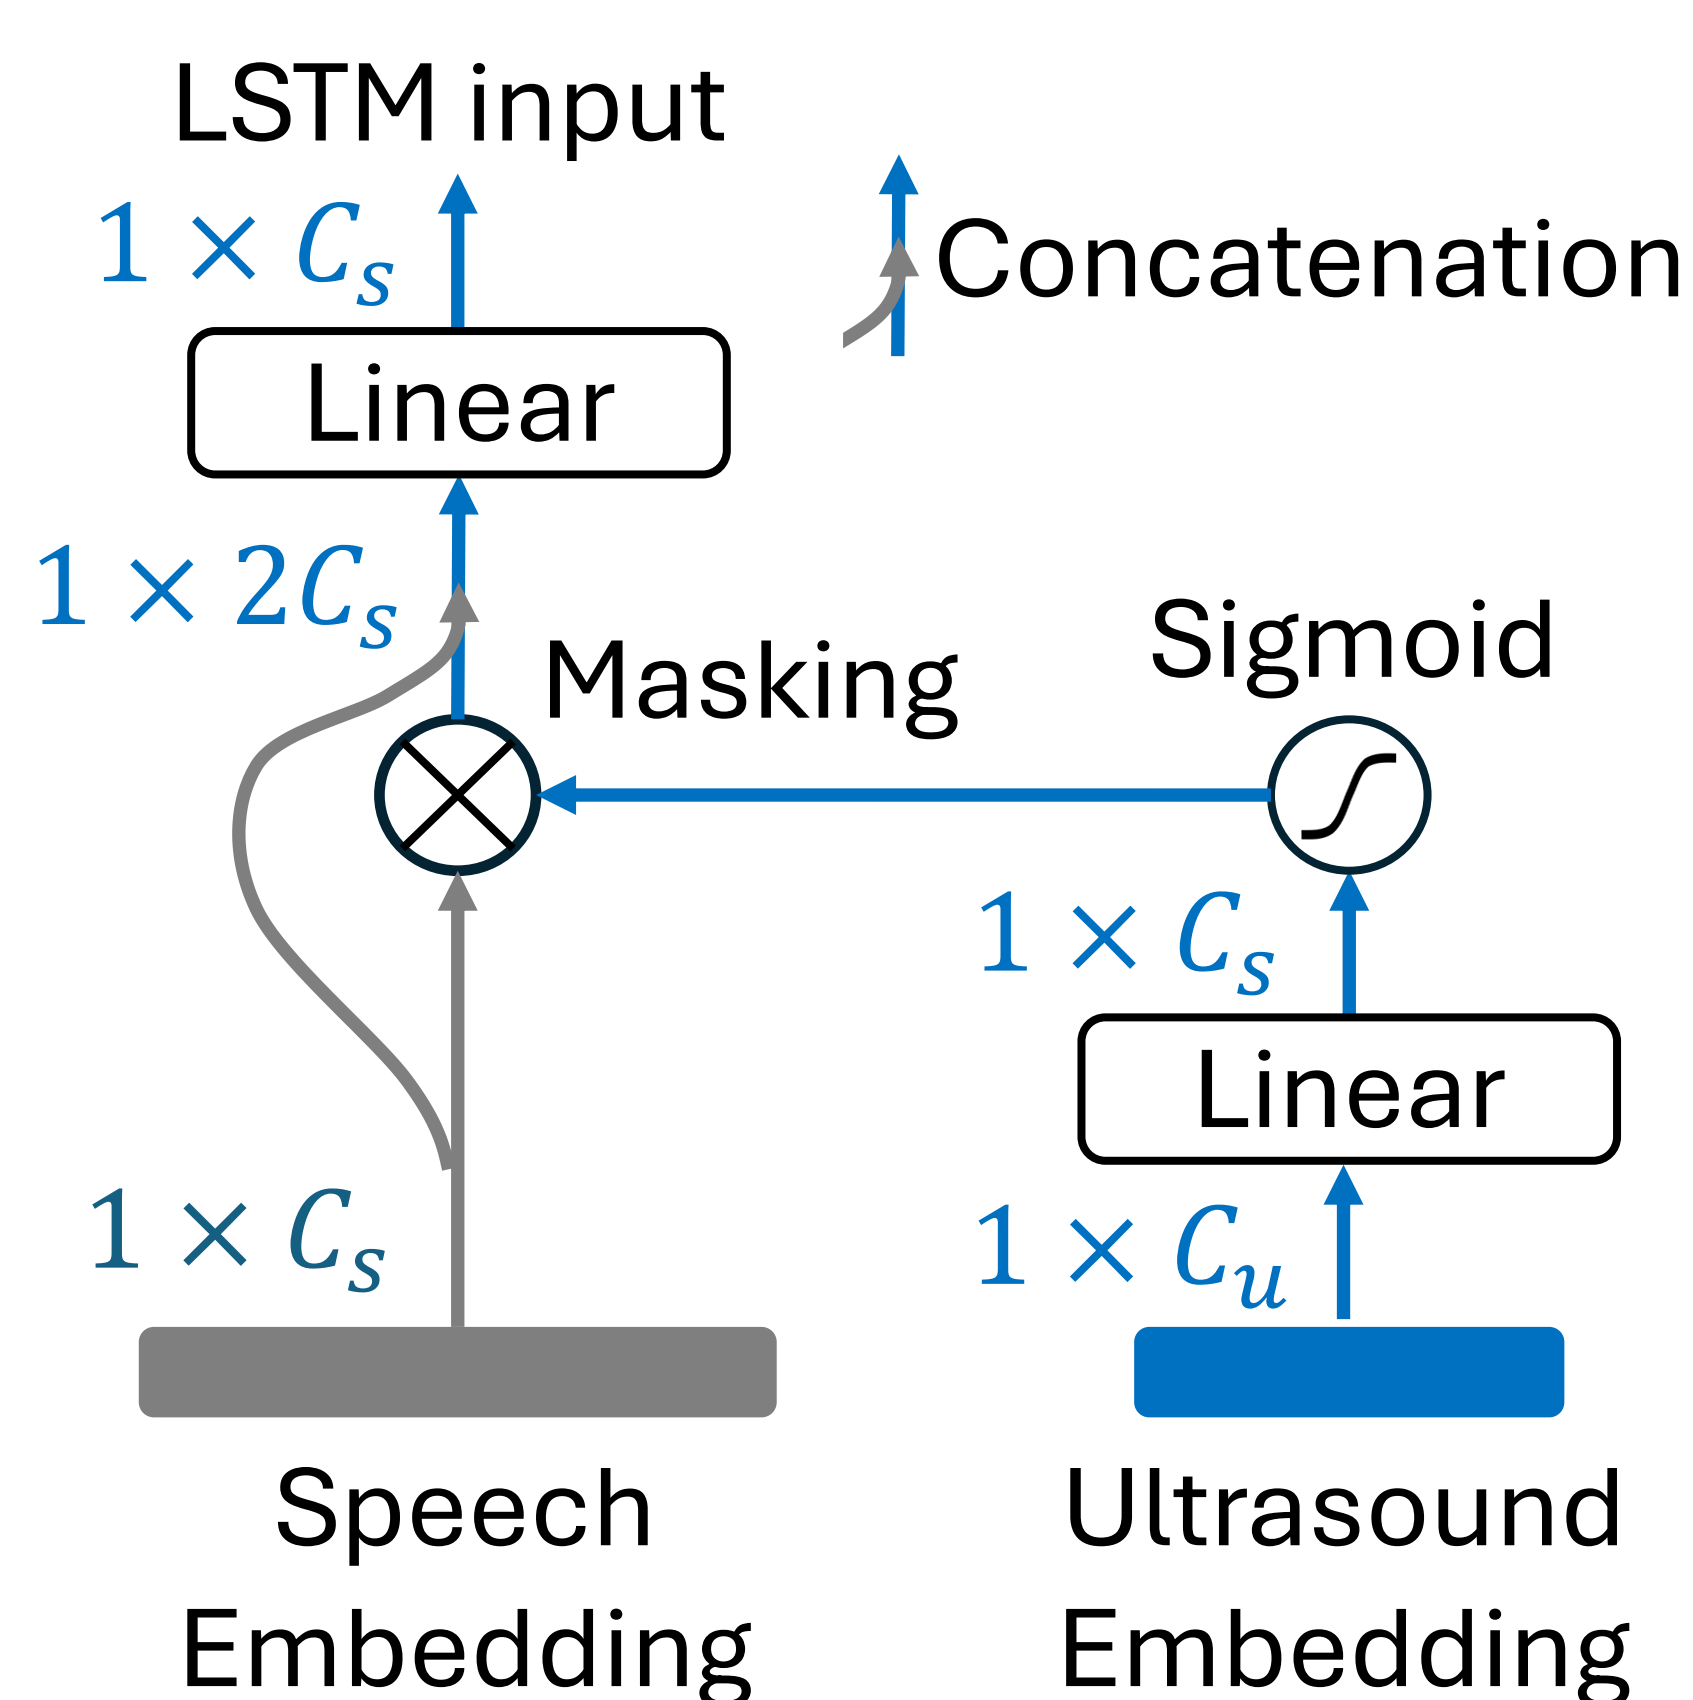 LSTM input
1 × C_s
Concatenation
Linear
1 × 2C_s
Masking
Sigmoid
1 × C_s
Linear
1 × C_s
1 × C_u
Speech
Embedding
Ultrasound
Embedding